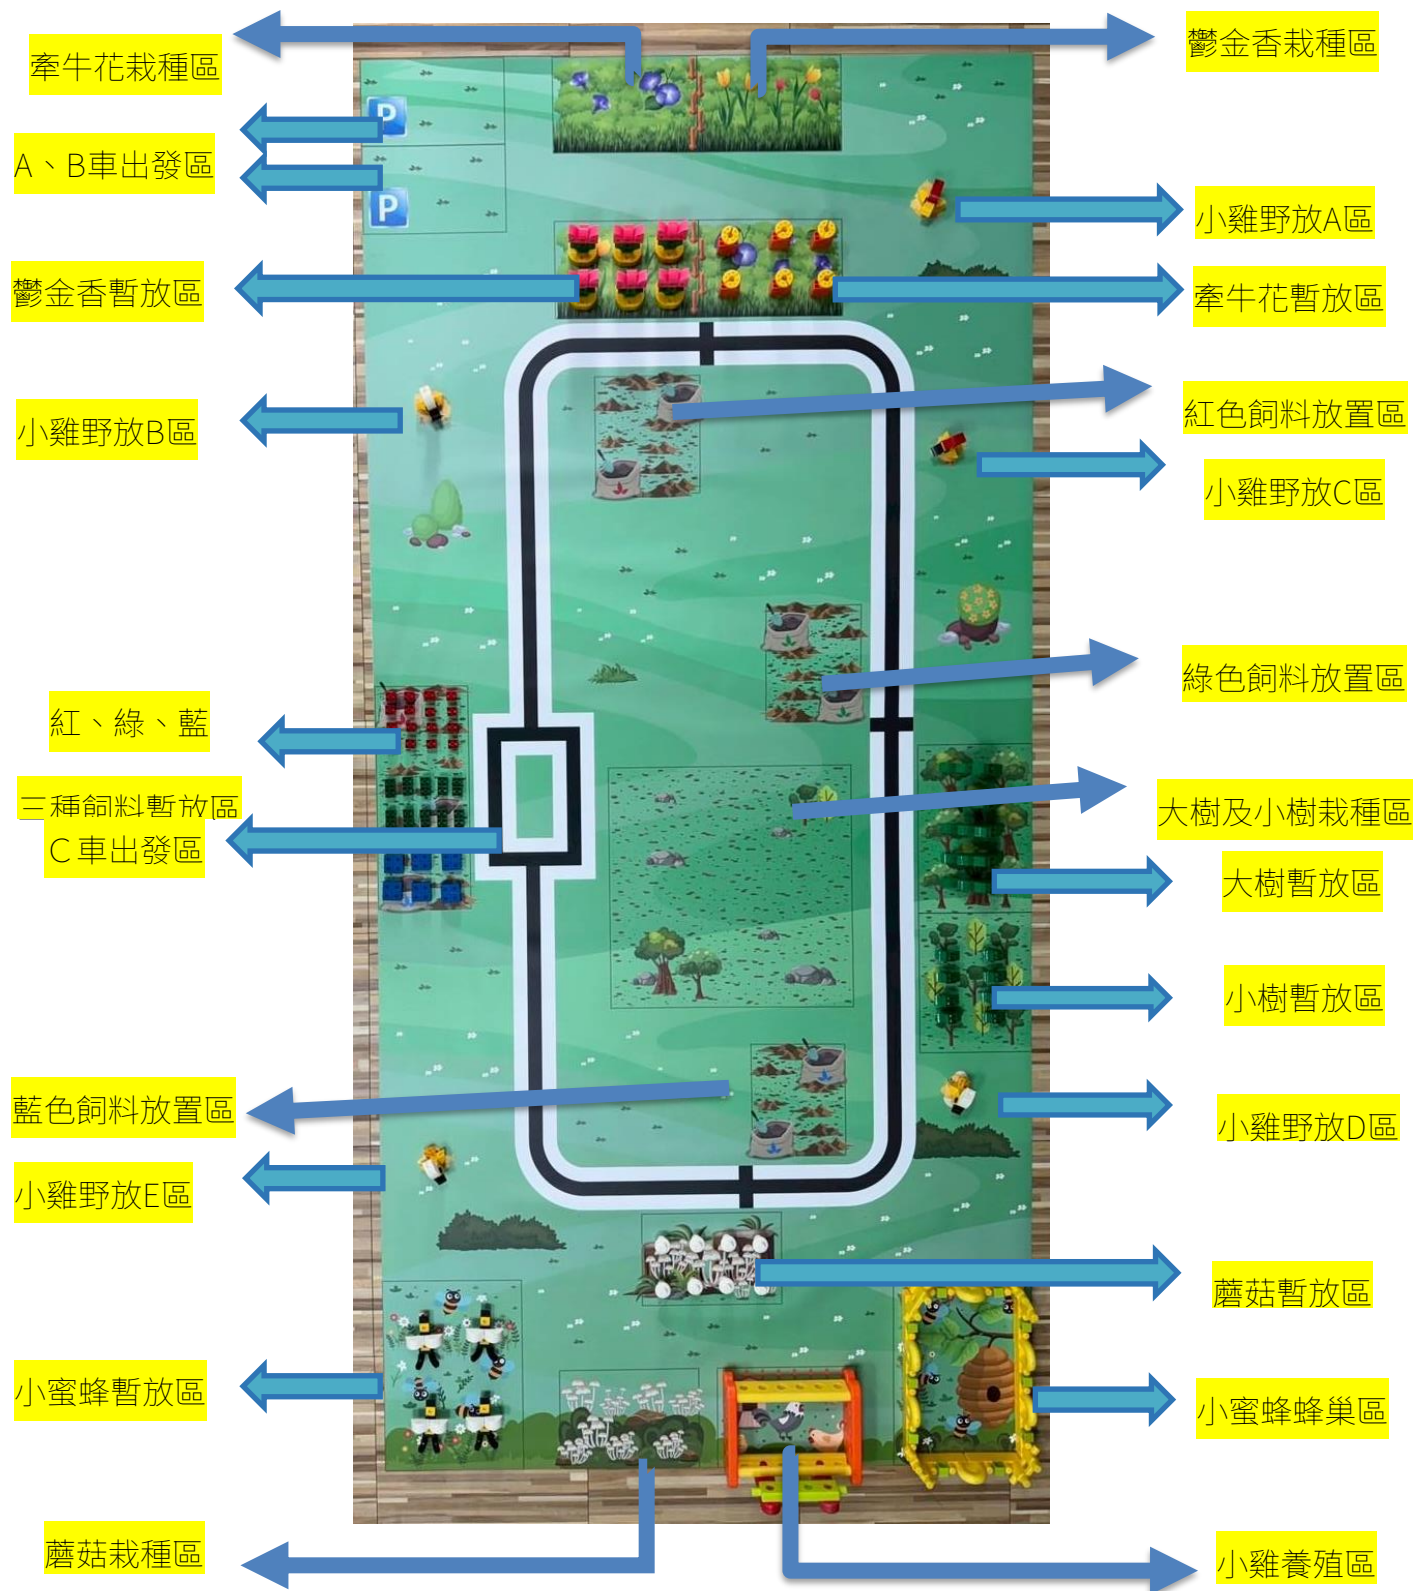 牽牛花栽種區
鬱金香栽種區
P
A、B車出發區
P
小雞野放A區
鬱金香暫放區
牽牛花暫放區
小雞野放B區
紅色飼料放置區
小雞野放C區
綠色飼料放置區
紅、綠、藍
三種飼料暫放區
C車出發區
大樹及小樹栽種區
大樹暫放區
小樹暫放區
藍色飼料放置區
小雞野放D區
小雞野放E區
蘑菇暫放區
小蜜蜂暫放區
小蜜蜂蜂巢區
蘑菇栽種區
小雞養殖區